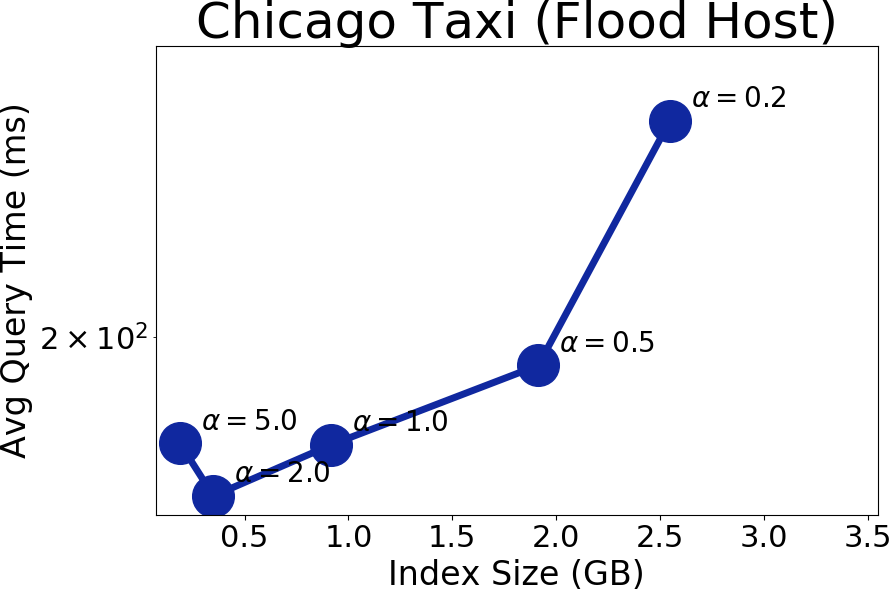 Chicago Taxi (Flood Host)
Avg Query Time (ms)
2 × 10²
α = 0.2
α = 0.5
α = 5.0
α = 1.0
α = 2.0
0.5 1.0 1.5 2.0 2.5 3.0 3.5
Index Size (GB)